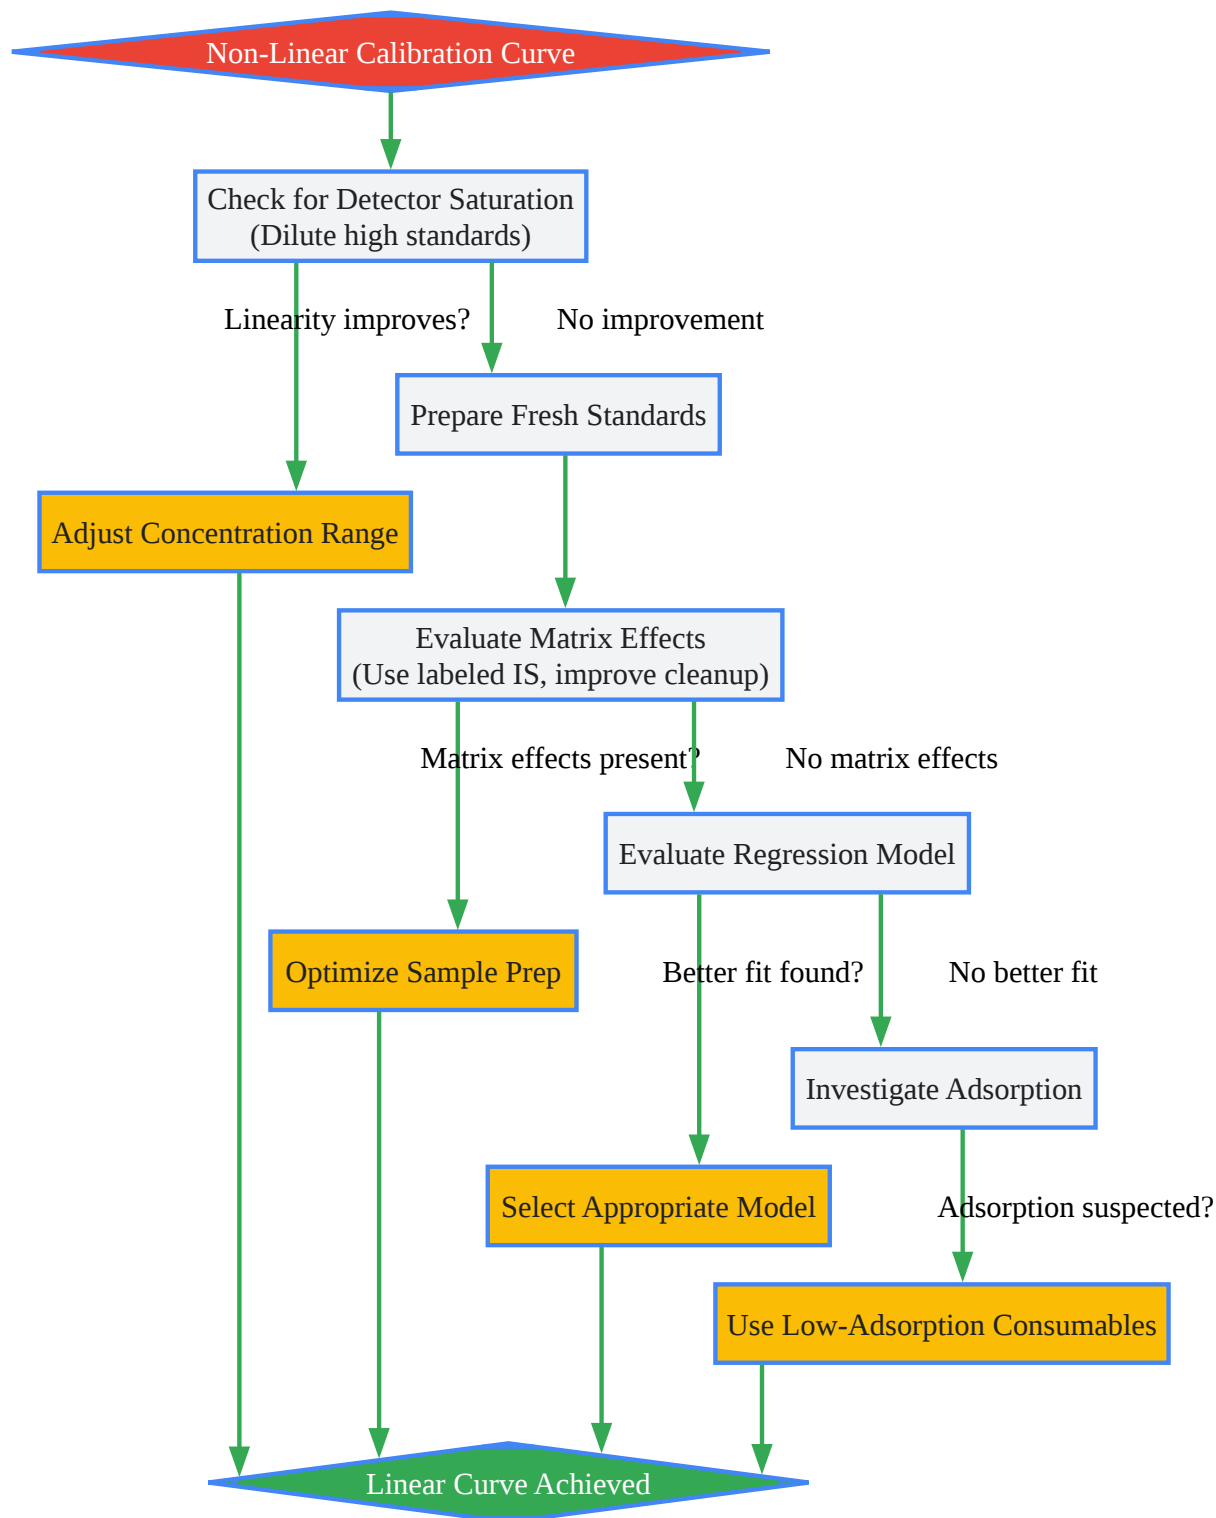 Non-Linear Calibration Curve
Check for Detector Saturation
(Dilute high standards)
Linearity improves?
No improvement
Prepare Fresh Standards
Adjust Concentration Range
Evaluate Matrix Effects
(Use labeled IS, improve cleanup)
Matrix effects present?
No matrix effects
Evaluate Regression Model
Optimize Sample Prep
Better fit found?
No better fit
Investigate Adsorption
Select Appropriate Model
Adsorption suspected?
Use Low-Adsorption Consumables
Linear Curve Achieved